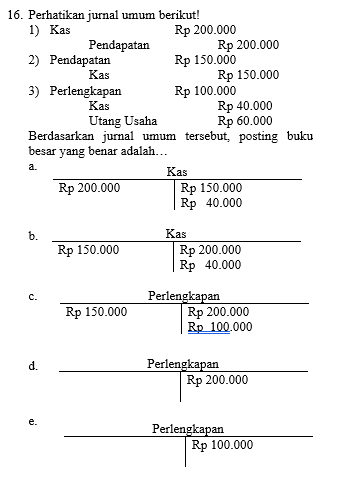 16. Perhatikan jurnal umum berikut!
1) Kas Rp 200.000
Pendapatan Rp 200.000
2) Pendapatan Rp 150.000
Kas Rp 150.000
3) Perlengkapan Rp 100.000
Kas Rp 40.000
Utang Usaha Rp 60.000
Berdasarkan jurnal umum tersebut, posting buku
besar yang benar adalah…
a. Kas
Rp 200.000 Rp 150.000
Rp 40.000
b. Kas
Rp 150.000 Rp 200.000
Rp 40.000
c. Perlengkapan
Rp 150.000 Rp 200.000
Rp 100.000
d. Perlengkapan
Rp 200.000
e. Perlengkapan
Rp 100.000